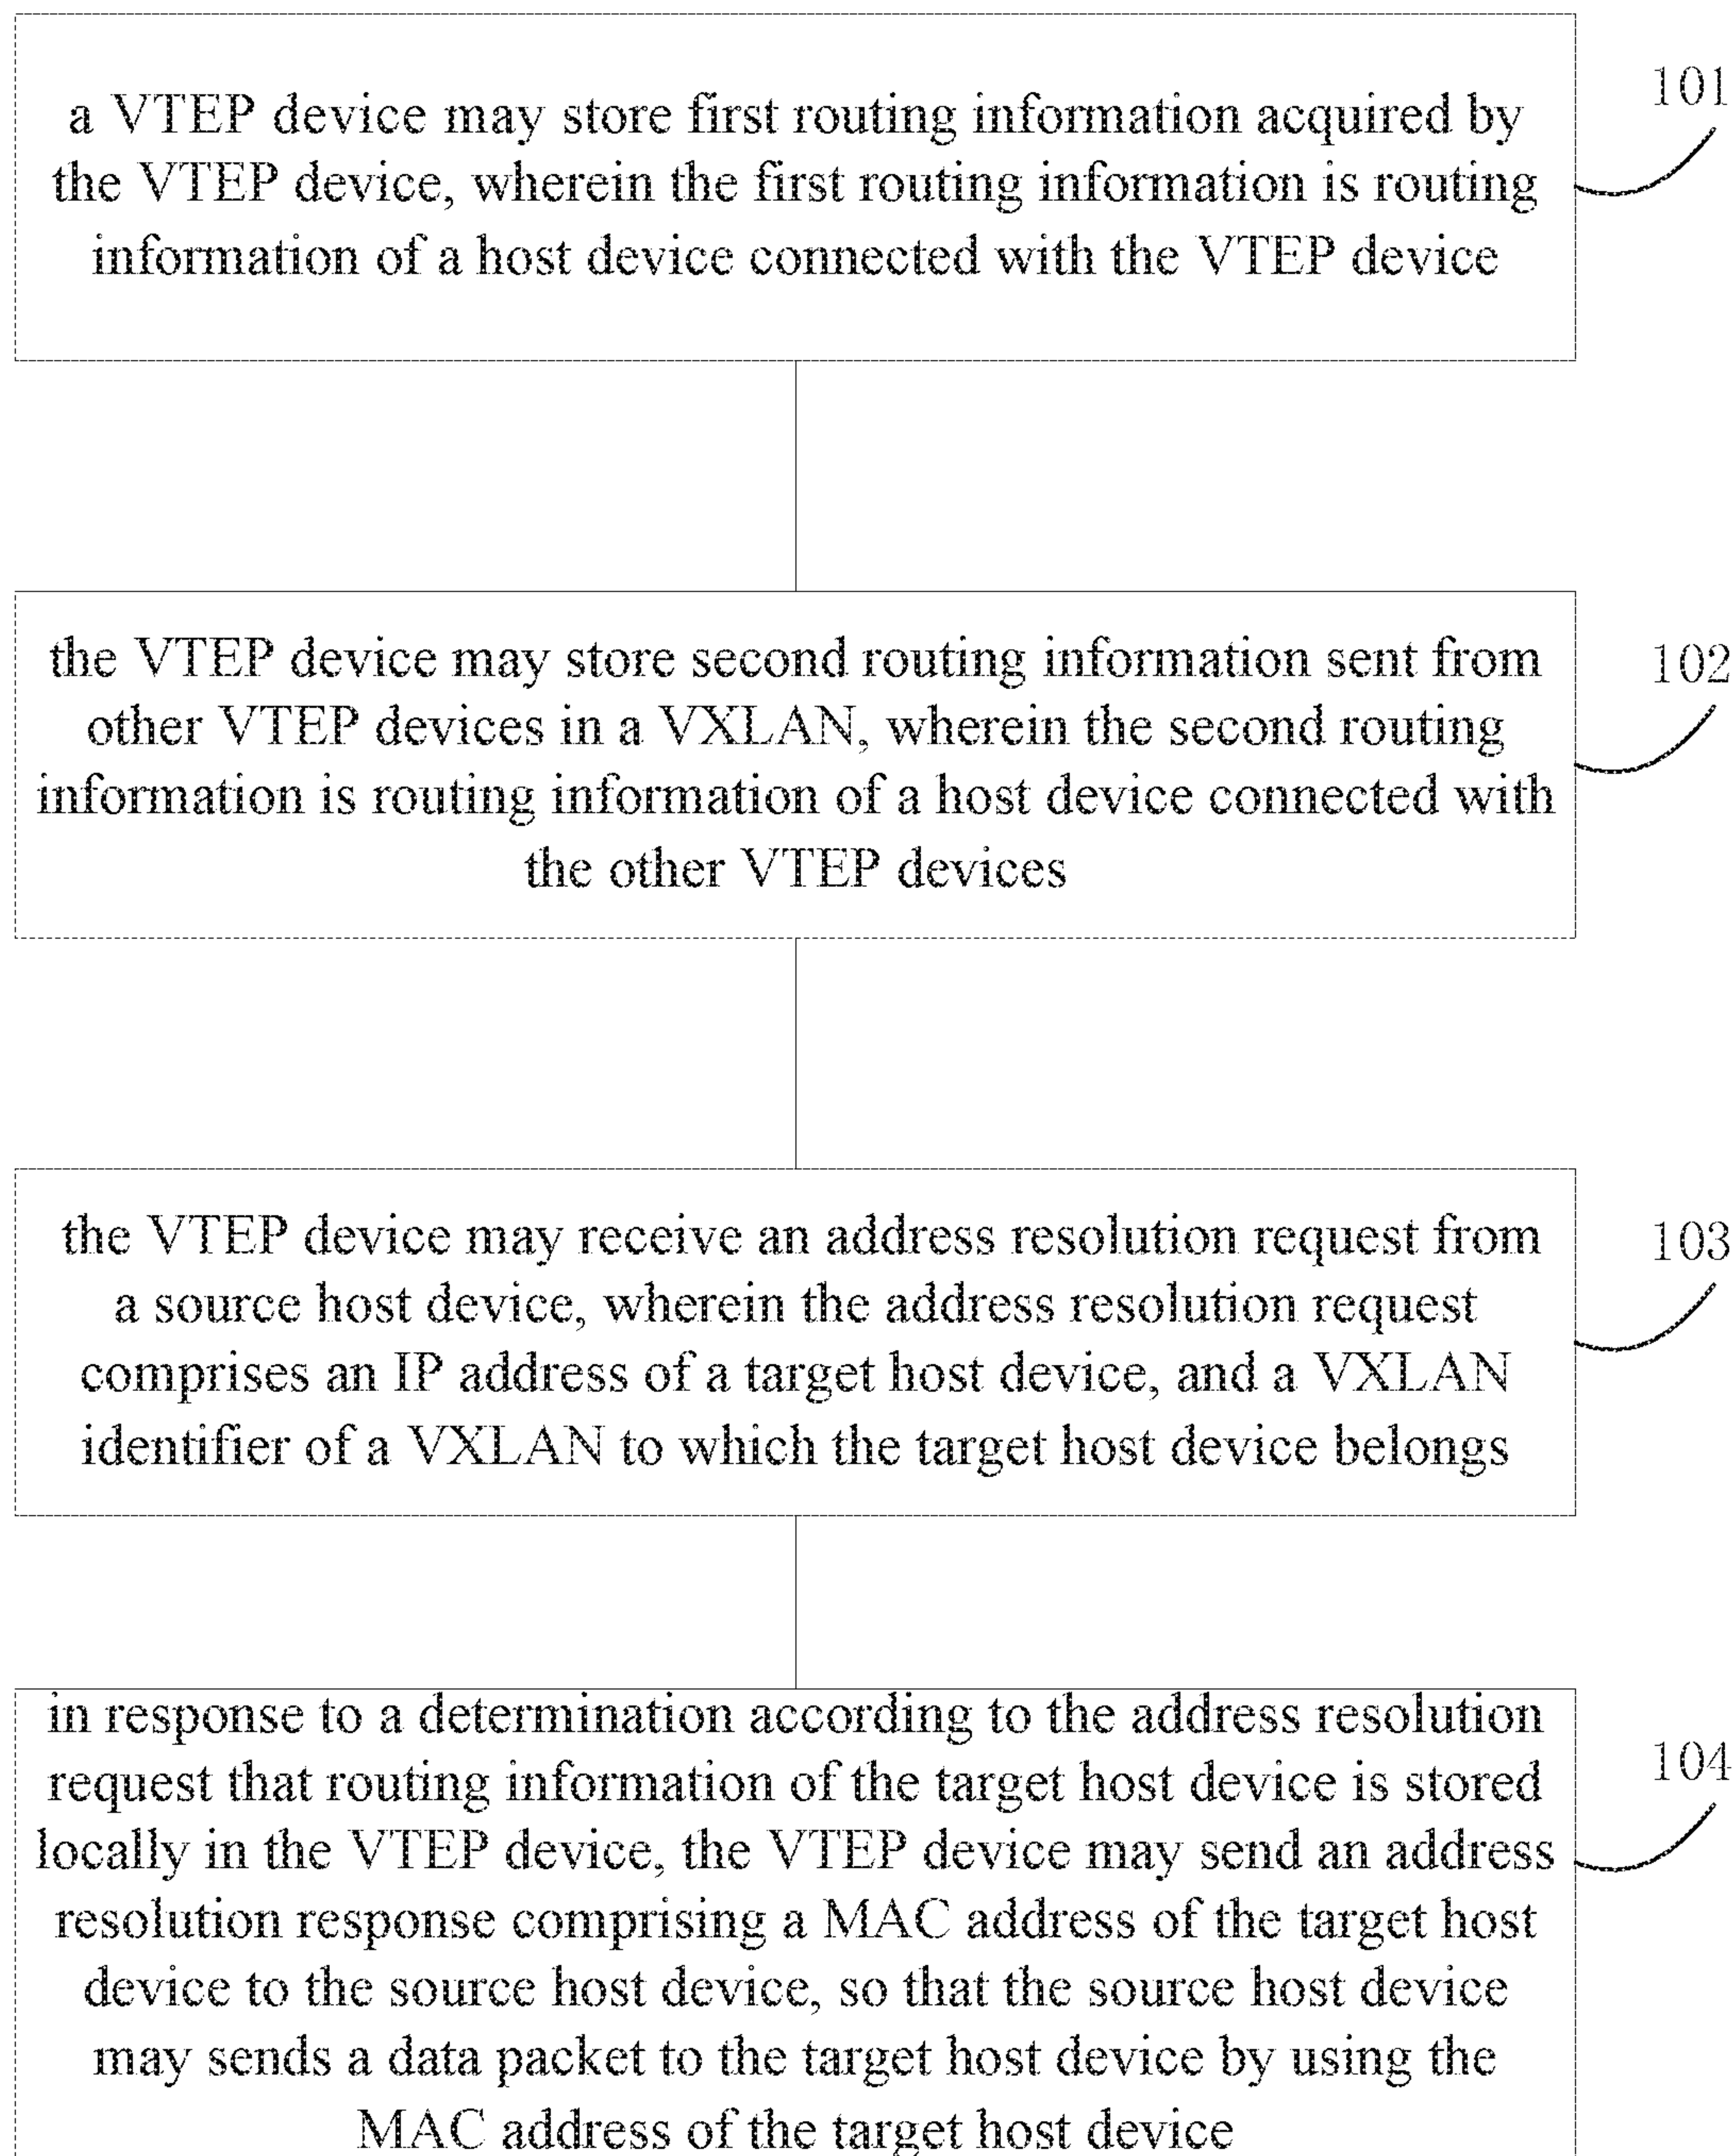 a VTEP device may store first routing information acquired by
the VTEP device, wherein the first routing information is routing
information of a host device connected with the VTEP device
101
the VTEP device may store second routing information sent from
other VTEP devices in a VXLAN, wherein the second routing
information is routing information of a host device connected with
the other VTEP devices
102
the VTEP device may receive an address resolution request from
a source host device, wherein the address resolution request
comprises an IP address of a target host device, and a VXLAN
identifier of a VXLAN to which the target host device belongs
103
in response to a determination according to the address resolution
request that routing information of the target host device is stored
locally in the VTEP device, the VTEP device may send an address
resolution response comprising a MAC address of the target host
device to the source host device, so that the source host device
may sends a data packet to the target host device by using the
MAC address of the target host device
104